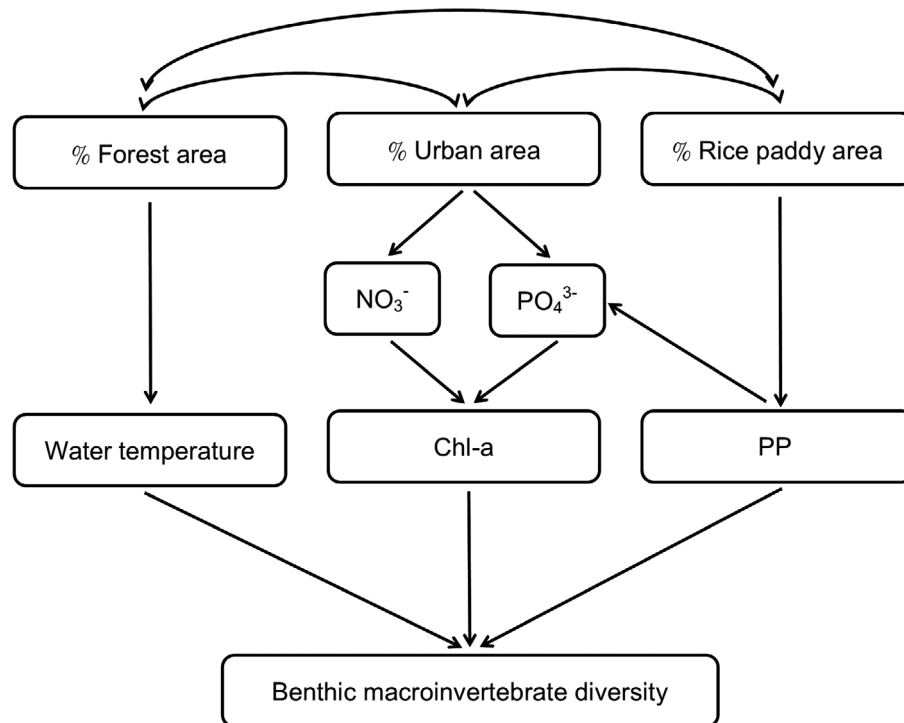 % Forest area
% Urban area
% Rice paddy area
NO₃⁻
PO₄³⁻
Water temperature
Chl-a
PP
Benthic macroinvertebrate diversity